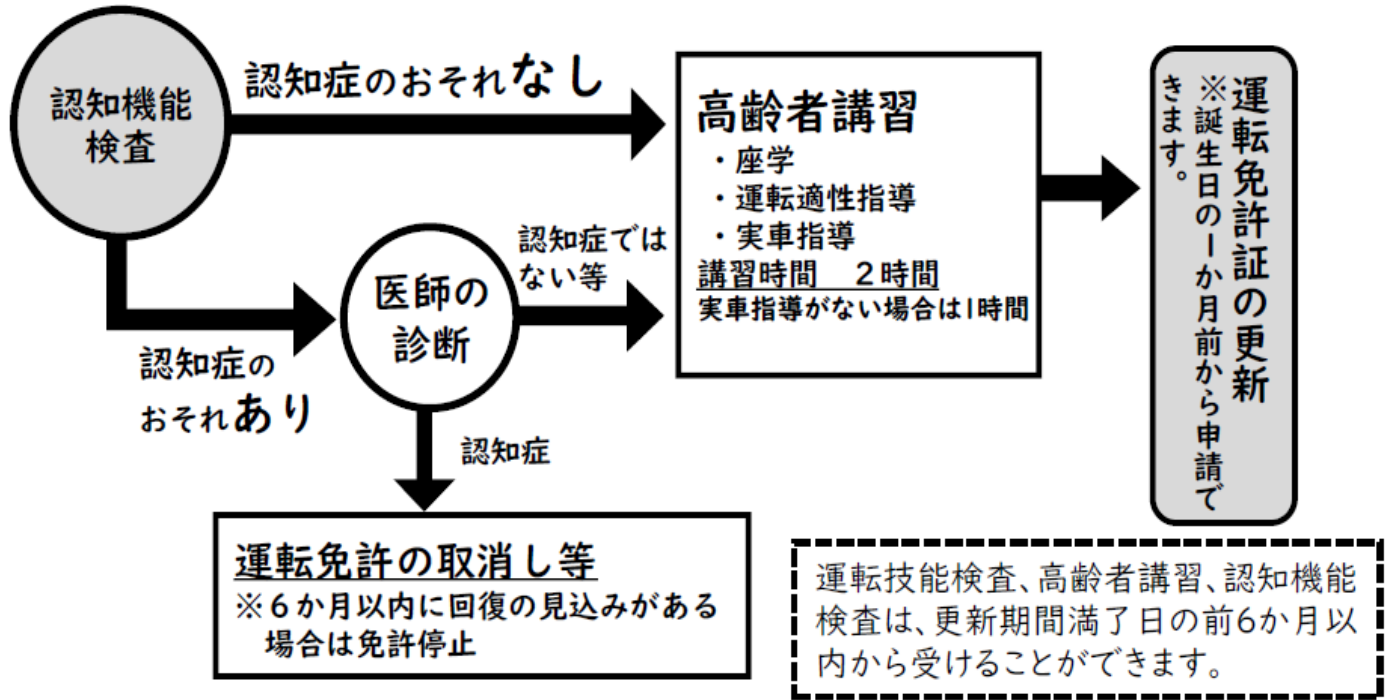 認知機能
検査
認知症のおそれなし
高齢者講習
・座学
・運転適性指導
・実車指導
講習時間　２時間
実車指導がない場合は1時間
運転免許証の更新
※誕生日の一か月前から申請で
きます。
認知症では
ない等
医師の
診断
認知症の
おそれあり
認知症
運転免許の取消し等
※６か月以内に回復の見込みがある
場合は免許停止
運転技能検査、高齢者講習、認知機能
検査は、更新期間満了日の前6か月以
内から受けることができます。